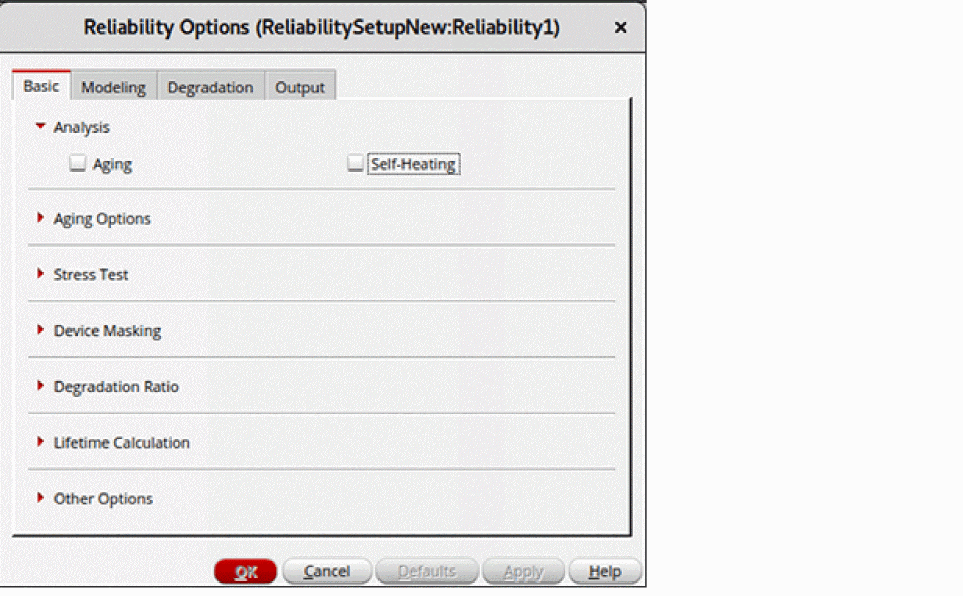 Reliability Options (ReliabilitySetupNew:Reliability1) ×
Basic Modeling Degradation Output
Analysis
Aging Self-Heating
Aging Options
Stress Test
Device Masking
Degradation Ratio
Lifetime Calculation
Other Options
OK Cancel Defaults Apply Help